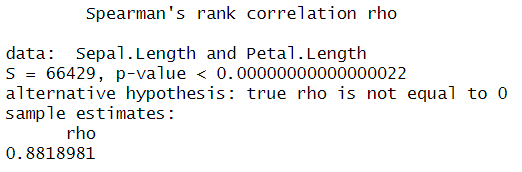 Spearman's rank correlation rho
data:  Sepal.Length and Petal.Length
S = 66429, p-value < 0.00000000000000022
alternative hypothesis: true rho is not equal to 0
sample estimates:
rho
0.8818981